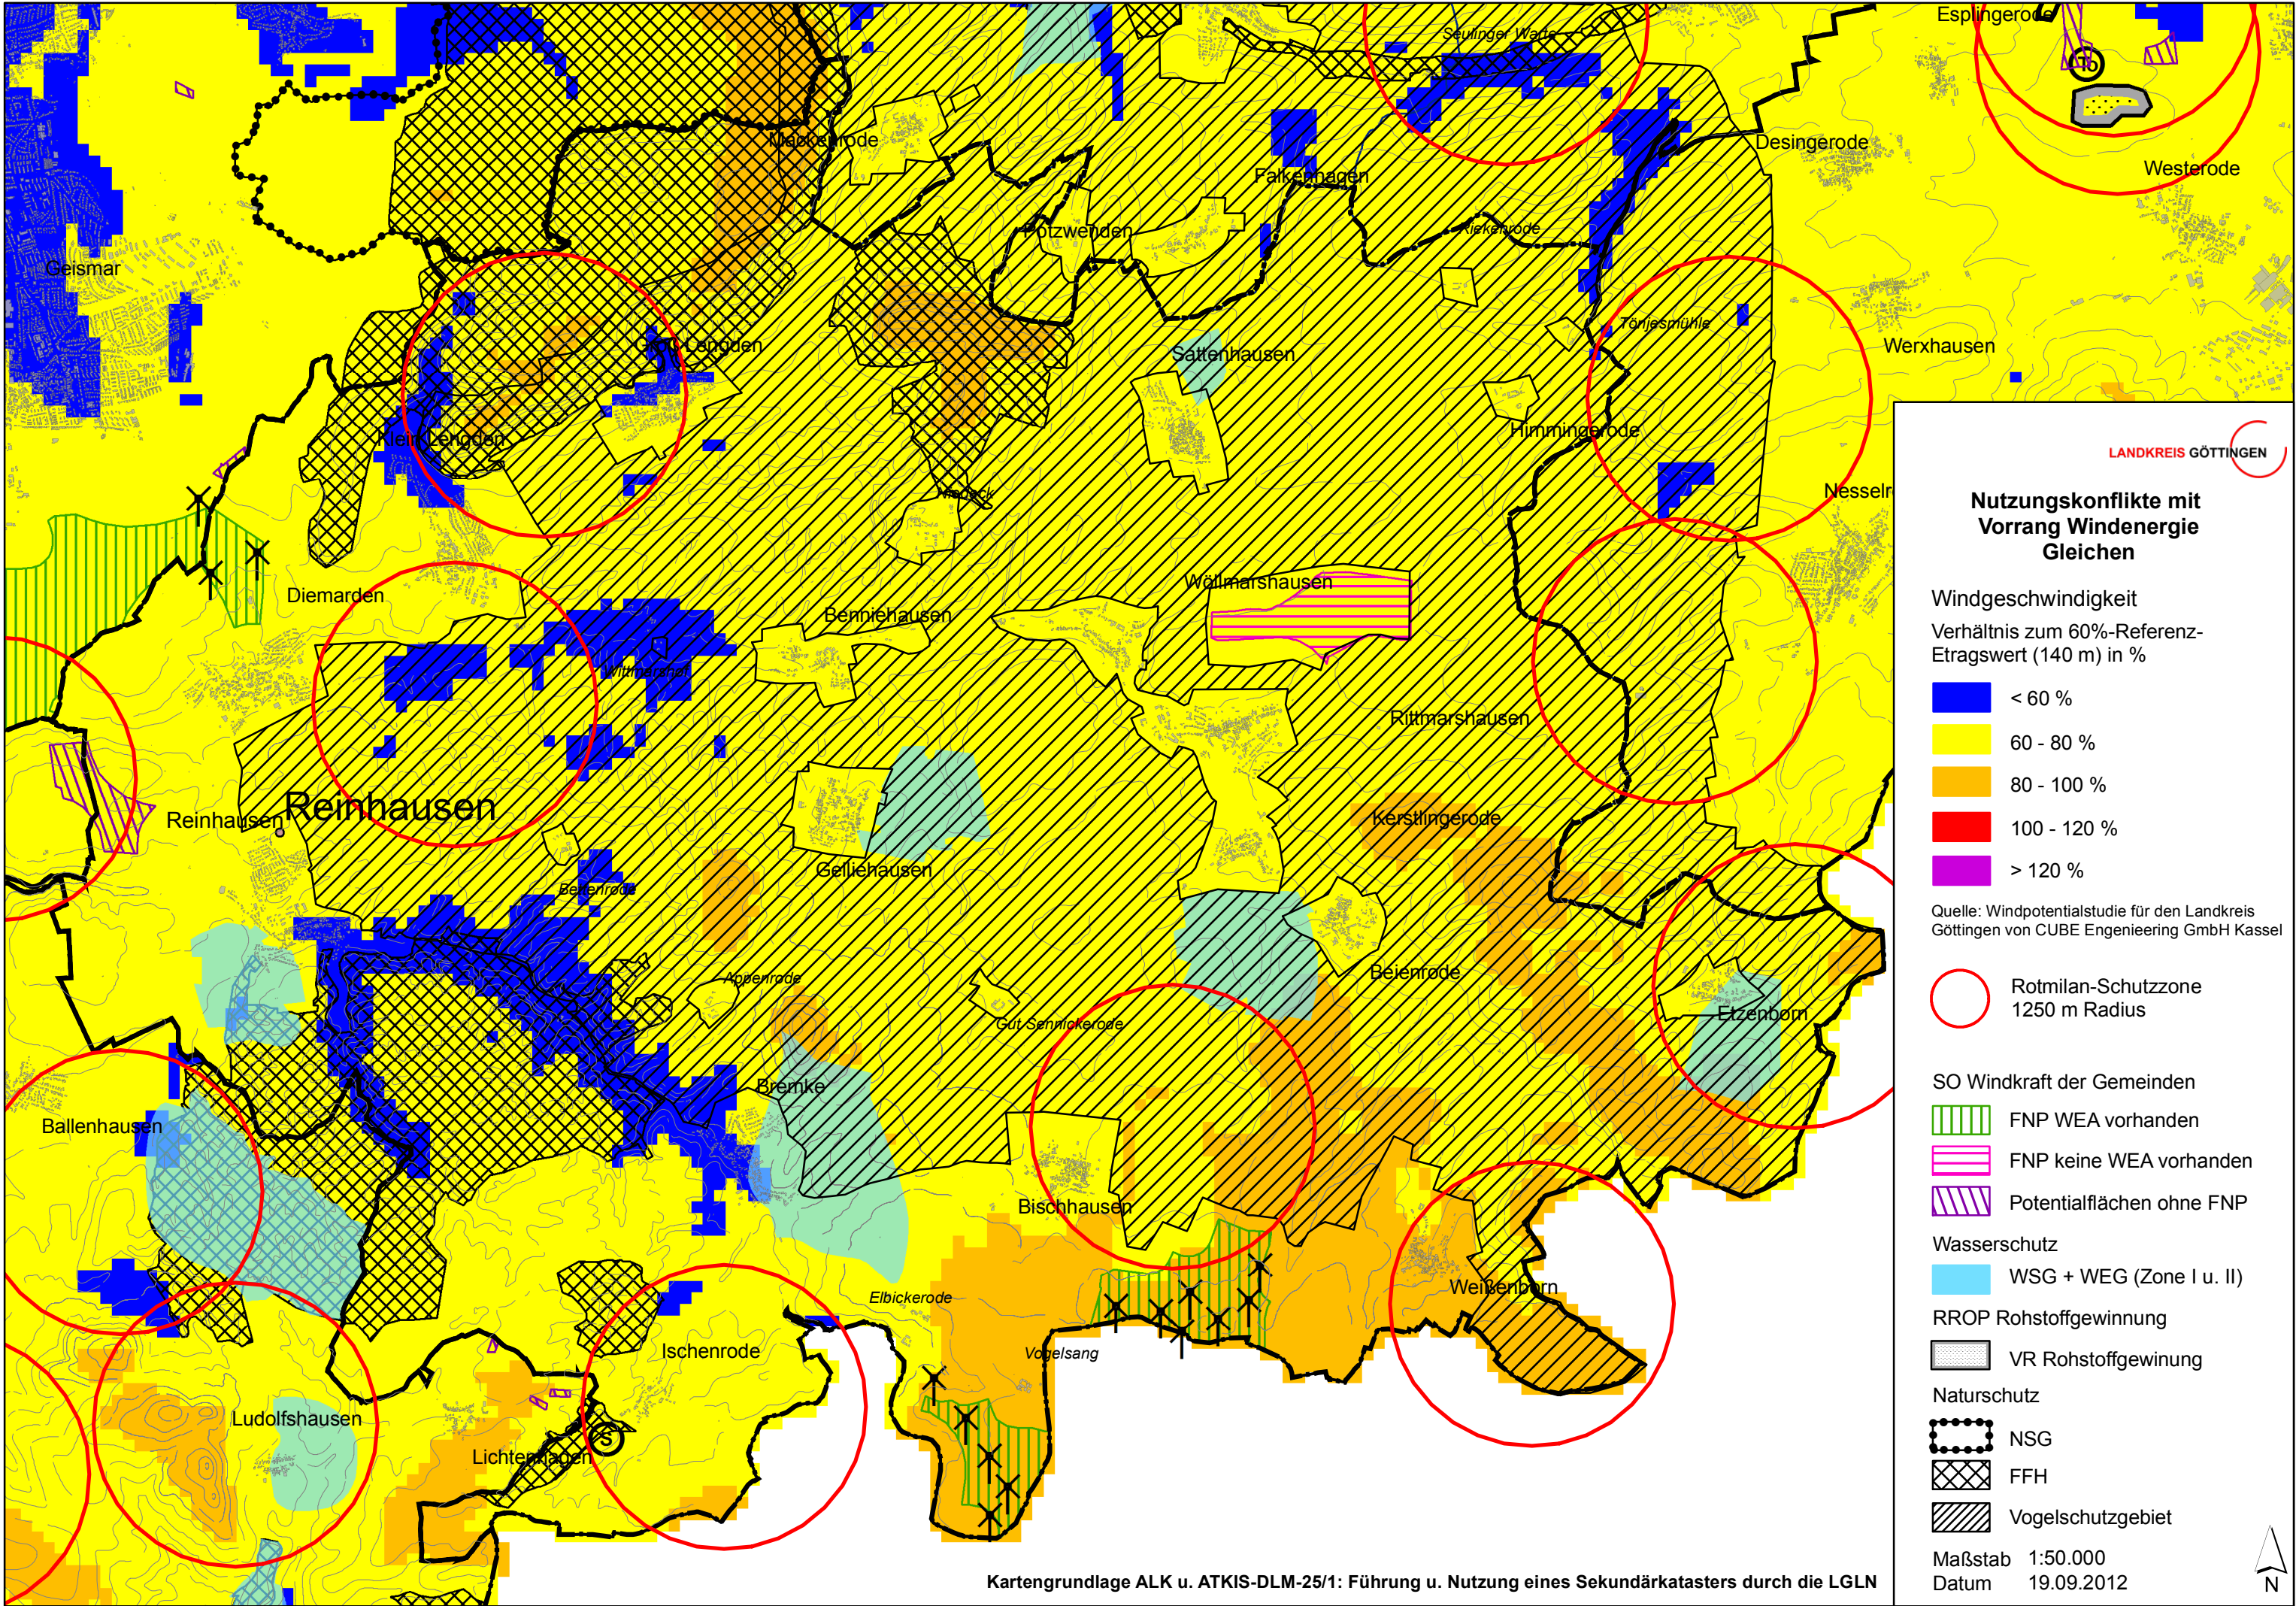 Esplingerode
Seulinger Warte
To
Mackenrode
Desingerode
Westerode
Falkenhagen
Potzwenden
Riekenrode
Geismar
Groß Lengden
Sattenhausen
Tönjesmühle
Werxhausen
Klein Lengden
Himmingerode
Niedeck
Nesselr
Diemarden
Wöllmarshausen
Benniehausen
Wittmarshof
Rittmarshausen
Reinhausen
Reinhausen
Kerstlingerode
Gelliehausen
Bettenrode
Appenrode
Beienrode
Gut Sennickerode
Etzenborn
Bremke
Ballenhausen
Bischhausen
Weißenborn
Elbickerode
Ischenrode
Vogelsang
Ludolfshausen
S
Lichtenhagen
Kartengrundlage ALK u. ATKIS-DLM-25/1: Führung u. Nutzung eines Sekundärkatasters durch die LGLN
LANDKREIS GÖTTINGEN
Nutzungskonflikte mit
Vorrang Windenergie
Gleichen
Windgeschwindigkeit
Verhältnis zum 60%-Referenz-
Etragswert (140 m) in %
< 60 %
60 - 80 %
80 - 100 %
100 - 120 %
> 120 %
Quelle: Windpotentialstudie für den Landkreis
Göttingen von CUBE Engenieering GmbH Kassel
Rotmilan-Schutzzone
1250 m Radius
SO Windkraft der Gemeinden
FNP WEA vorhanden
FNP keine WEA vorhanden
Potentialflächen ohne FNP
Wasserschutz
WSG + WEG (Zone I u. II)
RROP Rohstoffgewinnung
VR Rohstoffgewinung
Naturschutz
NSG
FFH
Vogelschutzgebiet
Maßstab 1:50.000
Datum 19.09.2012
N